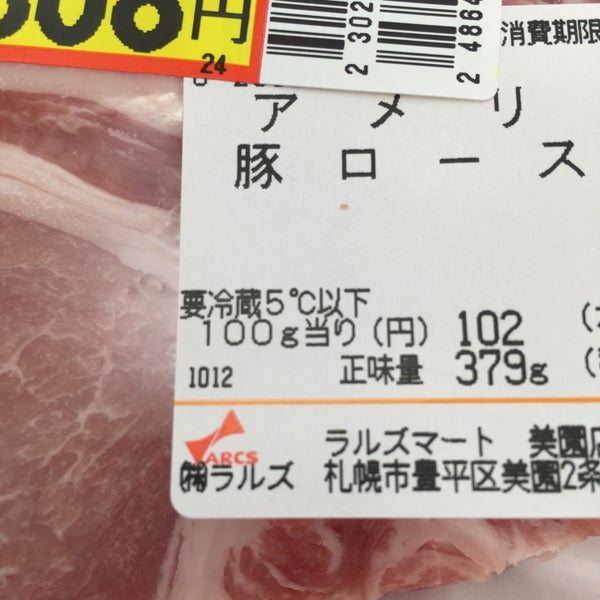 円
24
2 302
2 4864
消費期限
アメリ
豚ロース
要冷蔵5℃以下
100g当り(円) 102
1012 正味量 379g
ARCS
ラルズマート 美園店
㈱ラルズ 札幌市豊平区美園2条